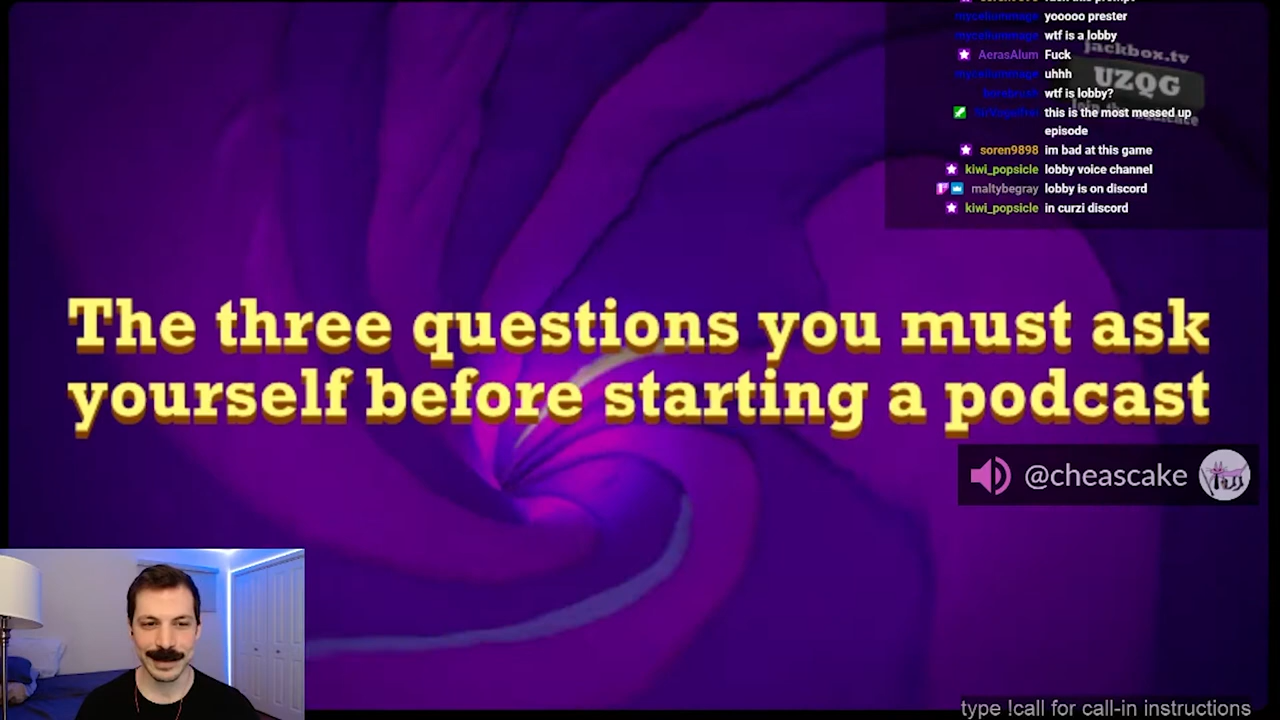 yooooo prester
wtf is a lobby
AerasAlum Fuck
uhhh
wtf is lobby?
this is the most messed up
episode
soren9898 im bad at this game
kiwi_popsicle lobby voice channel
maltybegray lobby is on discord
kiwi_popsicle in curzi discord
jackbox.tv
UZQG
The three questions you must ask
yourself before starting a podcast
@cheascake
type !call for call-in instructions